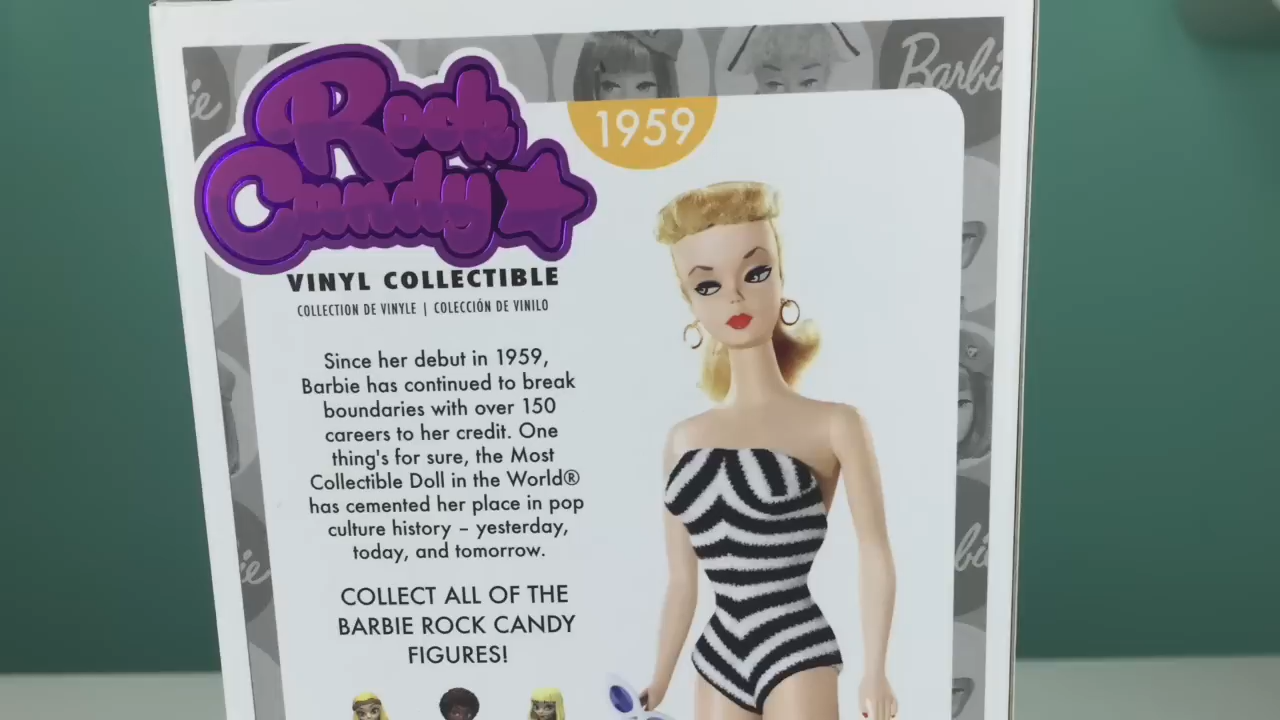 Barbie
1959
Rock
Candy
VINYL COLLECTIBLE
COLLECTION DE VINYLE | COLECCIÓN DE VINILO
Since her debut in 1959,
Barbie has continued to break
boundaries with over 150
careers to her credit. One
thing's for sure, the Most
Collectible Doll in the World®
has cemented her place in pop
culture history – yesterday,
today, and tomorrow.
COLLECT ALL OF THE
BARBIE ROCK CANDY
FIGURES!